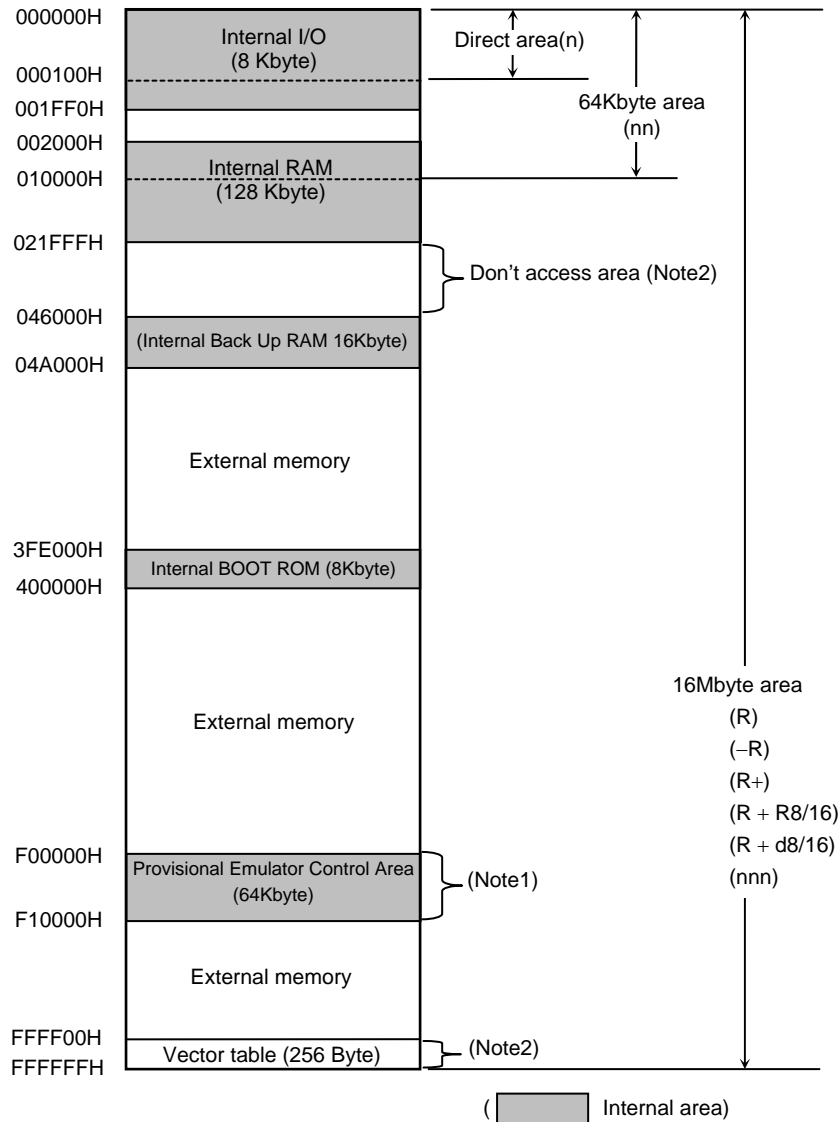 000000H
Internal I/O
(8 Kbyte)
Direct area(n)
000100H
64Kbyte area
(nn)
001FF0H
002000H
Internal RAM
(128 Kbyte)
010000H
021FFFH
Don't access area (Note2)
046000H
(Internal Back Up RAM 16Kbyte)
04A000H
External memory
3FE000H
Internal BOOT ROM (8Kbyte)
400000H
External memory
16Mbyte area
(R)
(−R)
(R+)
(R + R8/16)
(R + d8/16)
(nnn)
F00000H
Provisional Emulator Control Area
(64Kbyte)
(Note1)
F10000H
External memory
FFFF00H
Vector table (256 Byte)
(Note2)
FFFFFFH
( Internal area)